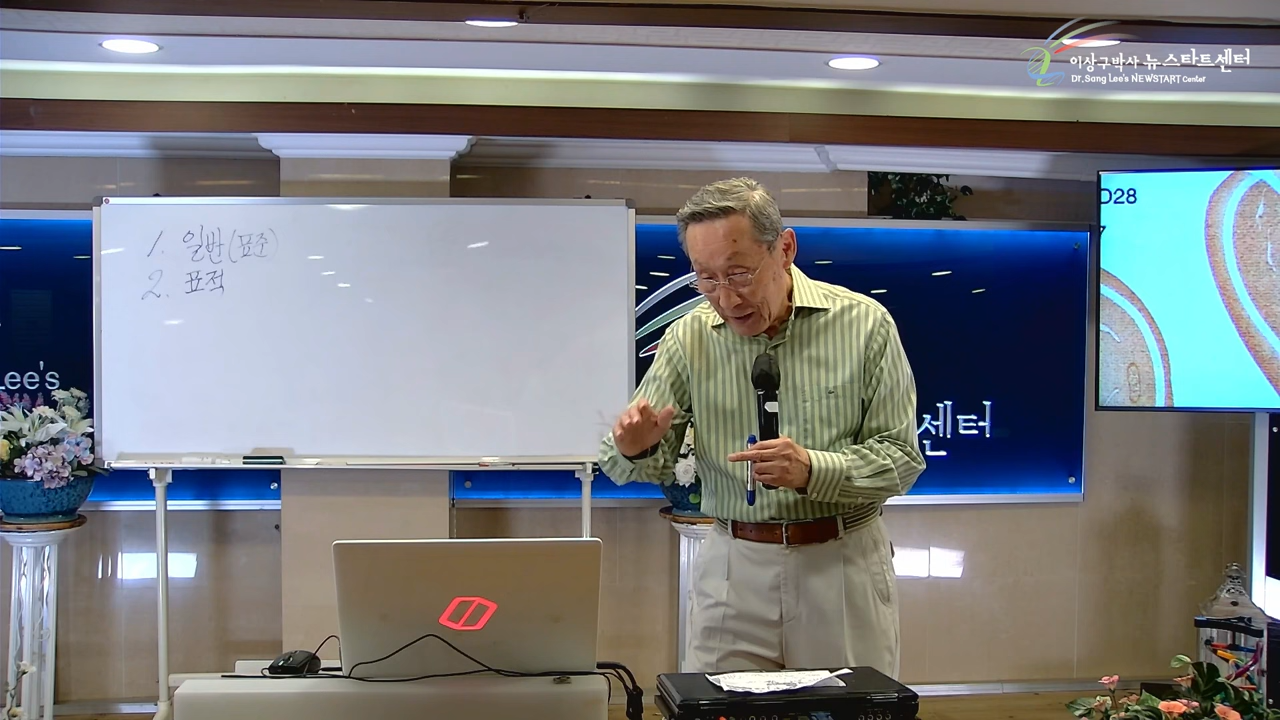 이상구박사 뉴스타트센터
Dr. Sang Lee's NEWSTART Center
D28
1. 일반(표준)
2. 표적
Lee's
센터